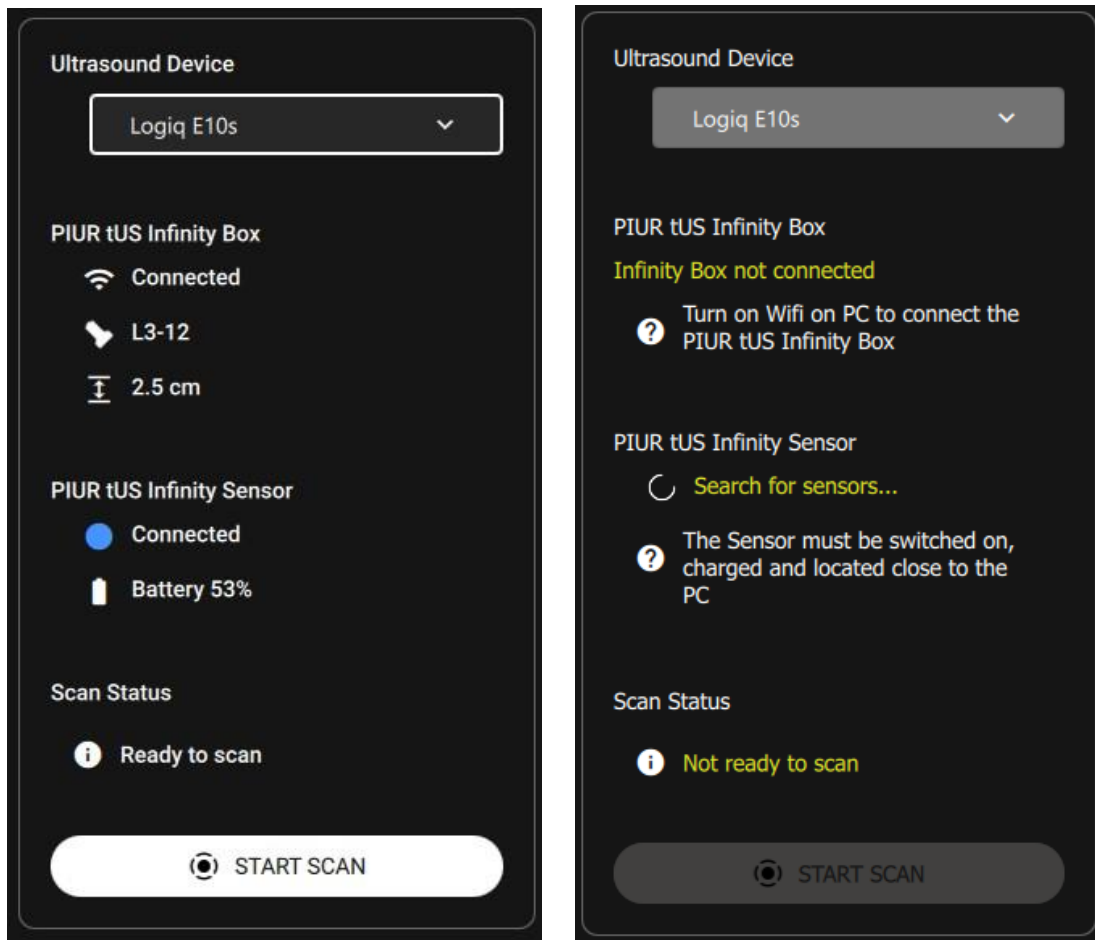 Ultrasound Device
Logiq E10s
PIUR tUS Infinity Box
Connected
L3-12
2.5 cm
PIUR tUS Infinity Sensor
Connected
Battery 53%
Scan Status
Ready to scan
START SCAN
Ultrasound Device
Logiq E10s
PIUR tUS Infinity Box
Infinity Box not connected
Turn on Wifi on PC to connect the
PIUR tUS Infinity Box
PIUR tUS Infinity Sensor
Search for sensors...
The Sensor must be switched on,
charged and located close to the
PC
Scan Status
Not ready to scan
START SCAN